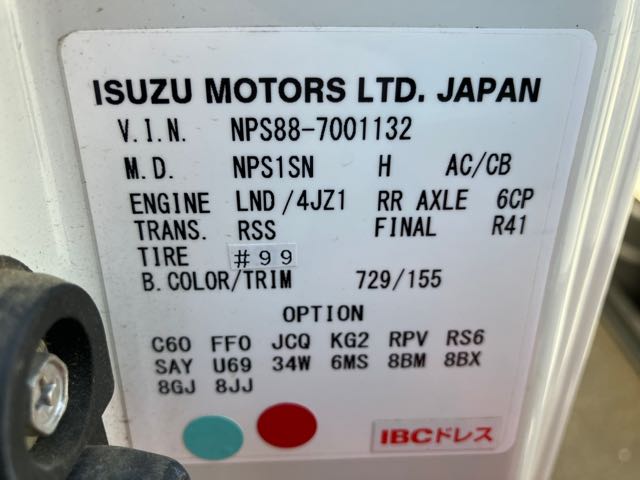 ISUZU MOTORS LTD. JAPAN
V.I.N. NPS88-7001132
M.D. NPS1SN H AC/CB
ENGINE LND/4JZ1 RR AXLE 6CP
TRANS. RSS FINAL R41
TIRE #99
B.COLOR/TRIM 729/155
OPTION
C60 FF0 JCQ KG2 RPV RS6
SAY U69 34W 6MS 8BM 8BX
8GJ 8JJ
IBCドレス